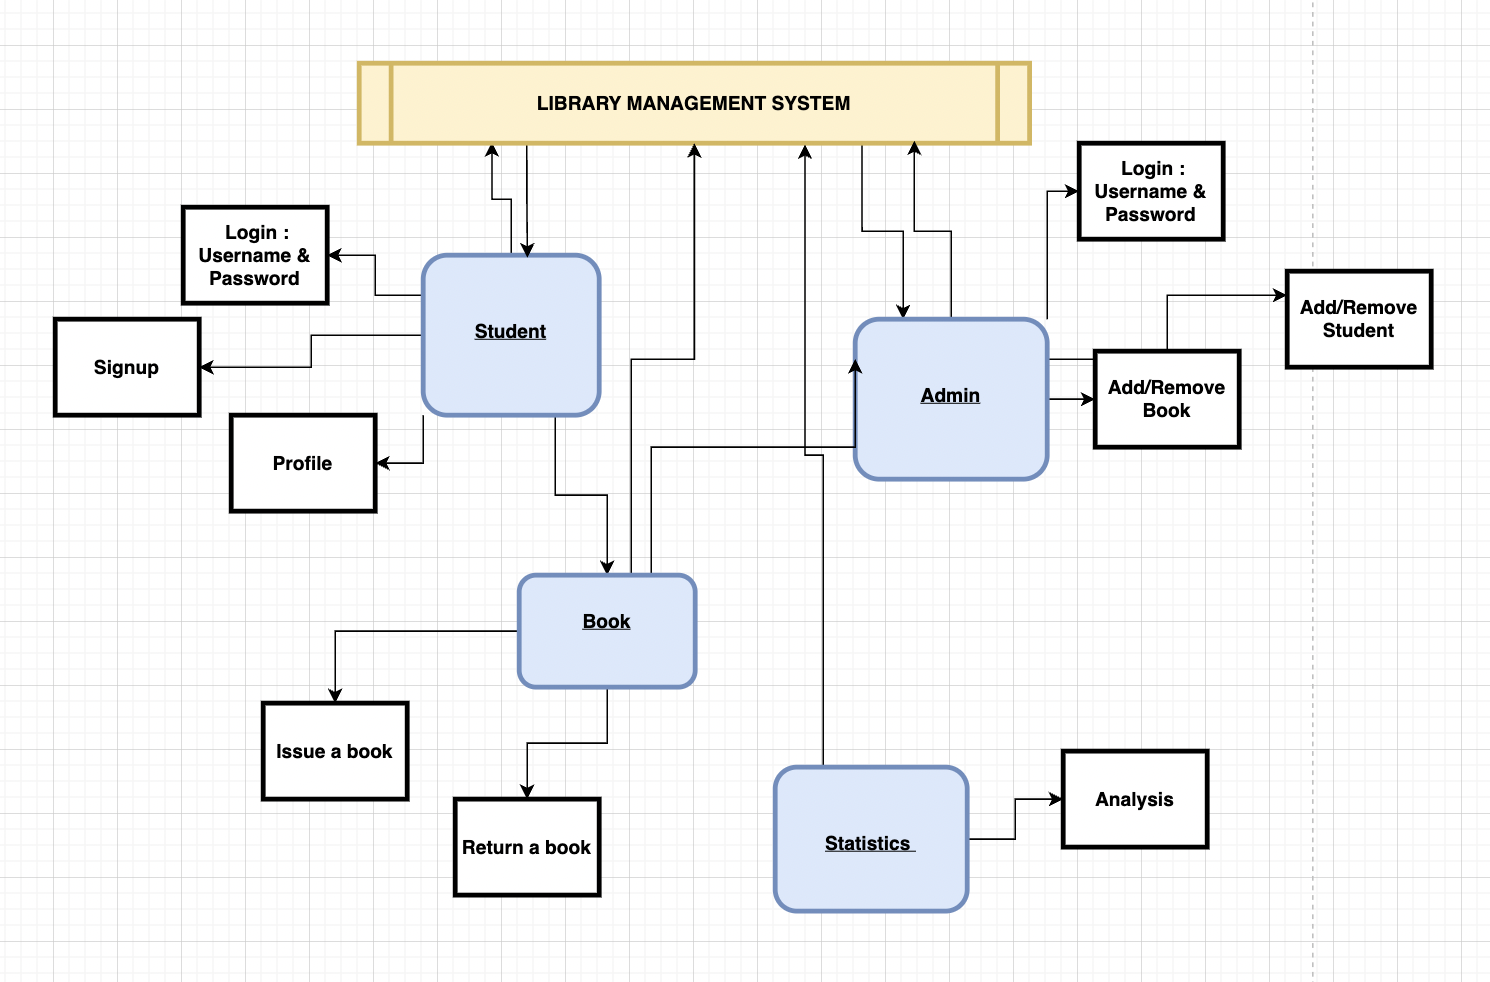 LIBRARY MANAGEMENT SYSTEM
Login :
Username &
Password
Login :
Username &
Password
Signup
Student
Profile
Admin
Add/Remove
Student
Add/Remove
Book
Book
Issue a book
Return a book
Statistics
Analysis